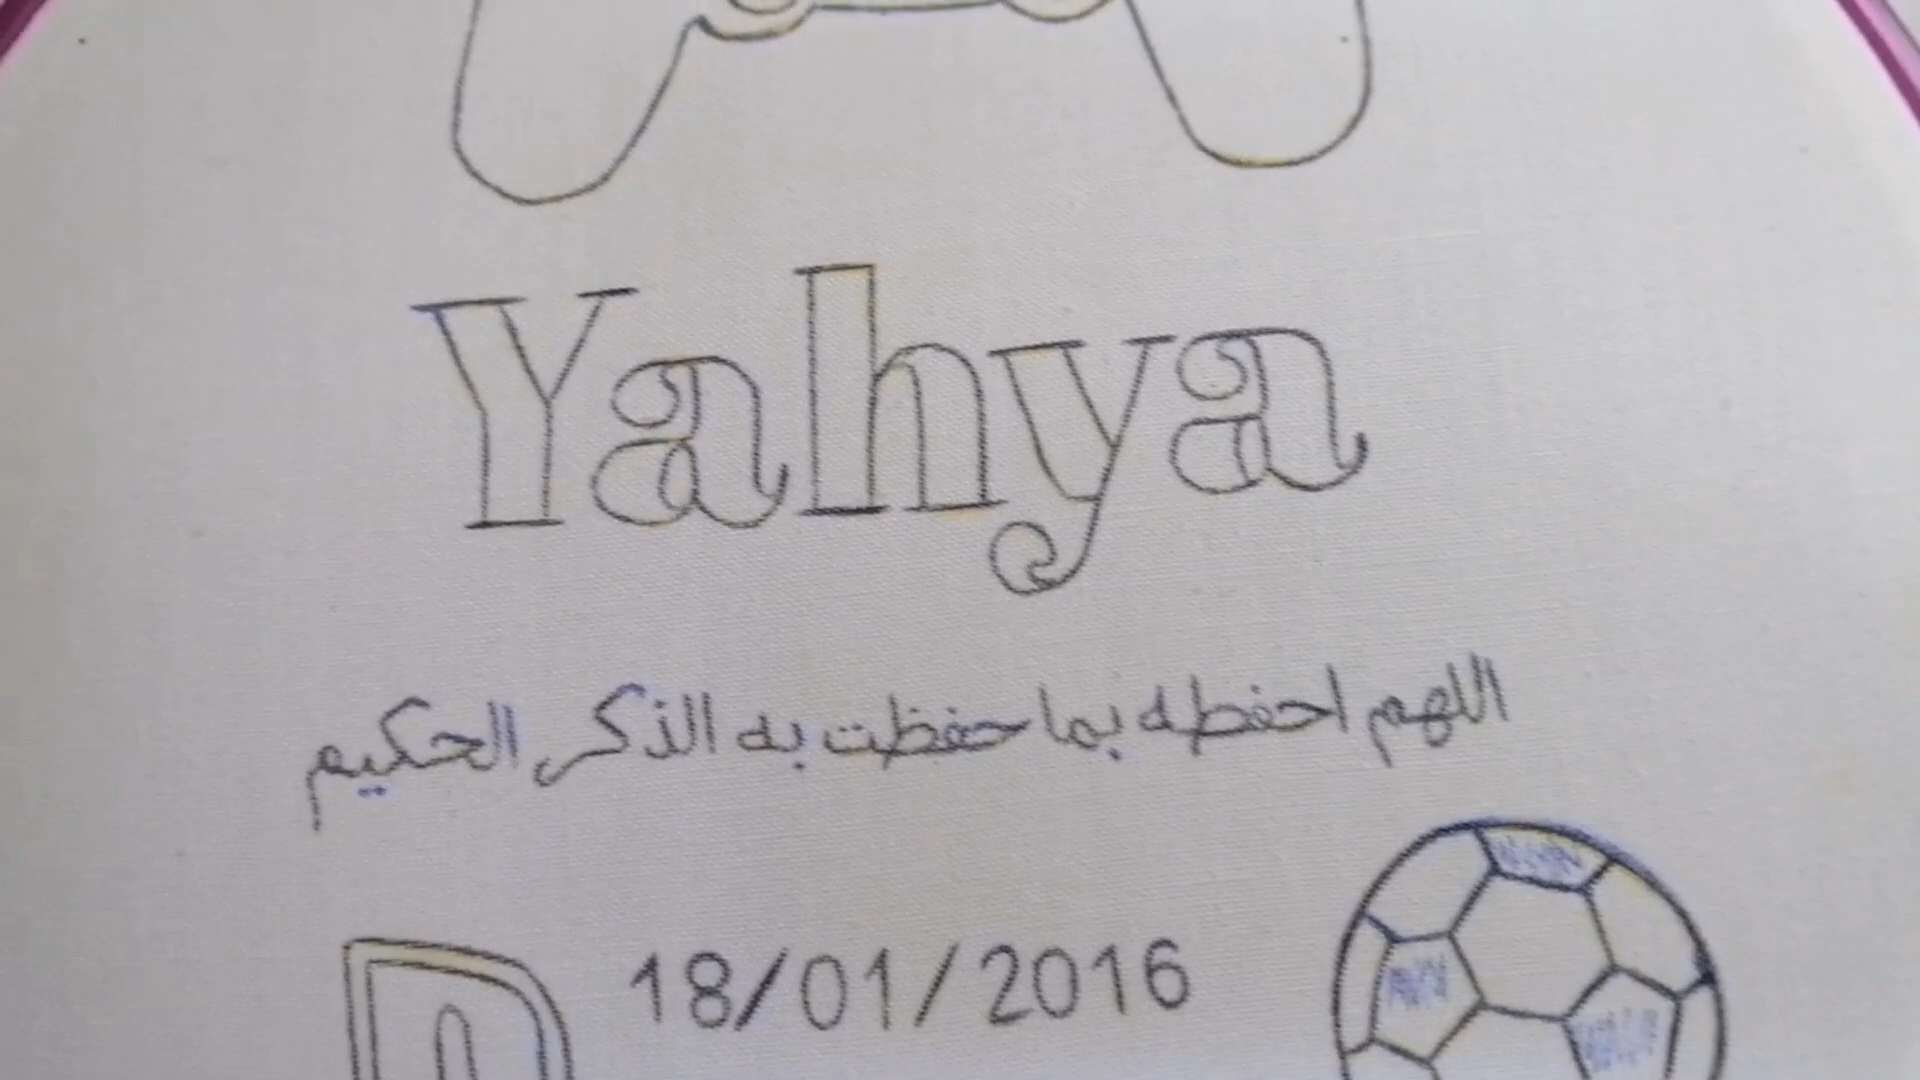 Yahya
اللهم احفظه بما حفظت به الذكر الحكيم
18/01/2016